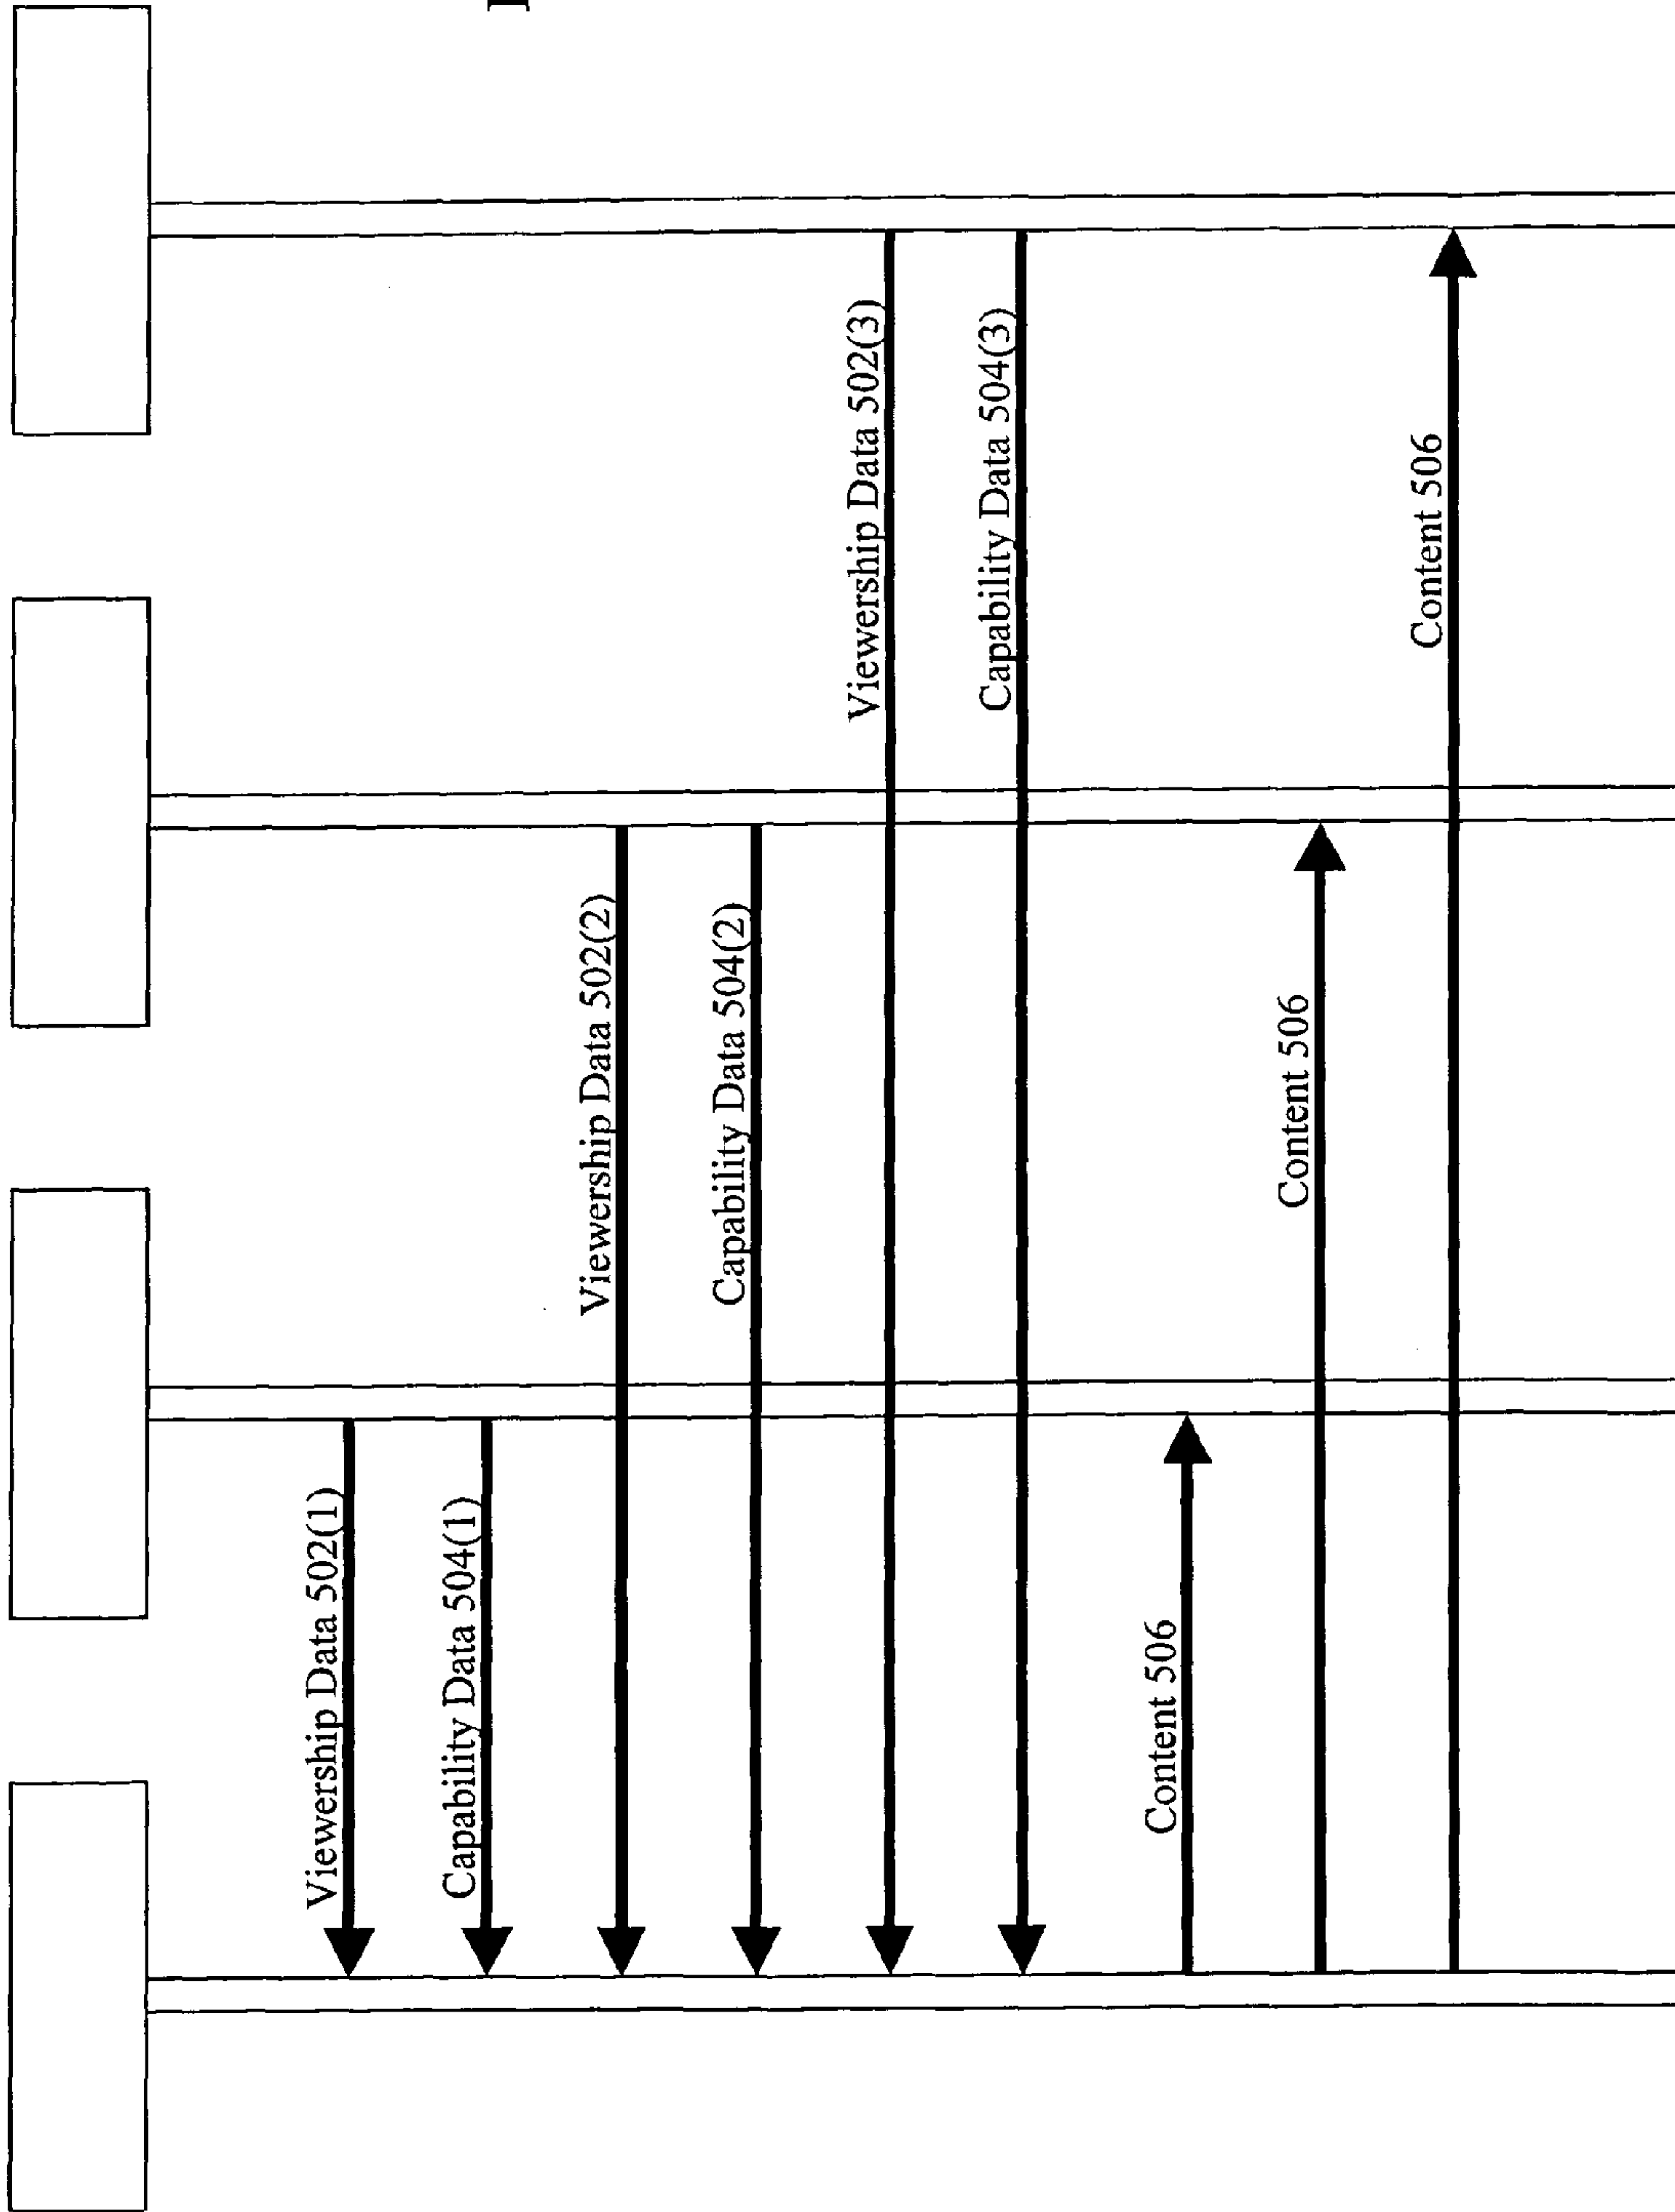 Viewership Data 502(1)
Capability Data 504(1)
Viewership Data 502(2)
Capability Data 504(2)
Viewership Data 502(3)
Capability Data 504(3)
Content 506
Content 506
Content 506